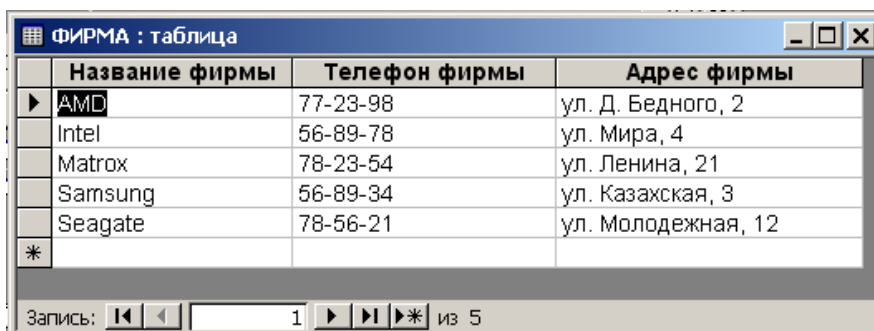 ФИРМА : таблица
Название фирмы Телефон фирмы Адрес фирмы
AMD 77-23-98 ул. Д. Бедного, 2
Intel 56-89-78 ул. Мира, 4
Matrox 78-23-54 ул. Ленина, 21
Samsung 56-89-34 ул. Казахская, 3
Seagate 78-56-21 ул. Молодежная, 12
Запись: 1 из 5